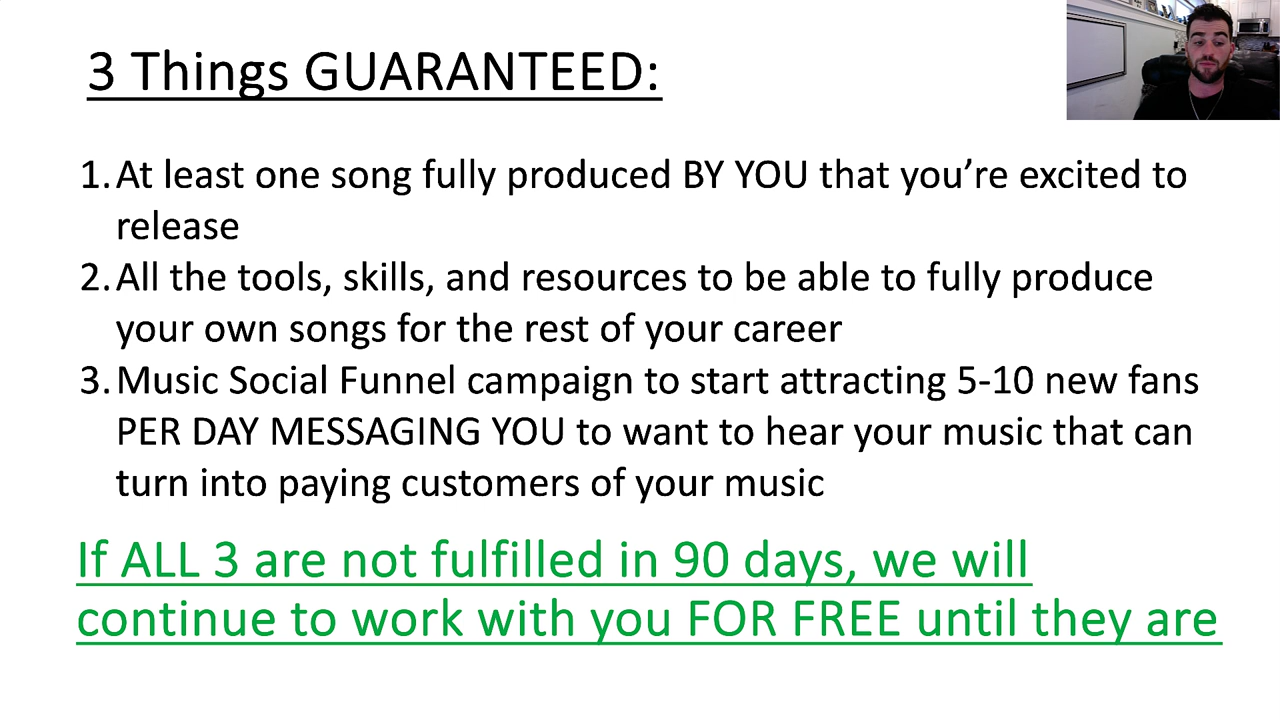 3 Things GUARANTEED:
1. At least one song fully produced BY YOU that you’re excited to
release
2. All the tools, skills, and resources to be able to fully produce
your own songs for the rest of your career
3. Music Social Funnel campaign to start attracting 5-10 new fans
PER DAY MESSAGING YOU to want to hear your music that can
turn into paying customers of your music
If ALL 3 are not fulfilled in 90 days, we will
continue to work with you FOR FREE until they are